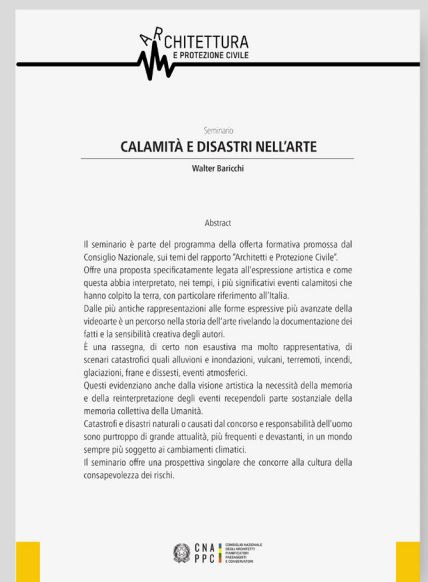 ARCHITETTURA
E PROTEZIONE CIVILE
Seminario
CALAMITÀ E DISASTRI NELL'ARTE
Walter Baricchi
Abstract
Il seminario è parte del programma della offerta formativa promossa dal
Consiglio Nazionale, sui temi del rapporto "Architetti e Protezione Civile".
Offre una proposta specificatamente legata all'espressione artistica e come
questa abbia interpretato, nei tempi, i più significativi eventi calamitosi che
hanno colpito la terra, con particolare riferimento all'Italia.
Dalle più antiche rappresentazioni alle forme espressive più avanzate della
videoarte è un percorso nella storia dell'arte rivelando la documentazione dei
fatti e la sensibilità creativa degli autori.
È una rassegna, di certo non esaustiva ma molto rappresentativa, di
scenari catastrofici quali alluvioni e inondazioni, vulcani, terremoti, incendi,
glaciazioni, frane e dissesti, eventi atmosferici.
Questi evidenziano anche dalla visione artistica la necessità della memoria
e della reinterpretazione degli eventi recependoli parte sostanziale della
memoria collettiva della Umanità.
Catastrofi e disastri naturali o causati dal concorso e responsabilità dell'uomo
sono purtroppo di grande attualità, più frequenti e devastanti, in un mondo
sempre più soggetto ai cambiamenti climatici.
Il seminario offre una prospettiva singolare che concorre alla cultura della
consapevolezza dei rischi.
CNA
PPC
CONSIGLIO NAZIONALE
DEGLI ARCHITETTI
PIANIFICATORI
PAESAGGISTI
E CONSERVATORI